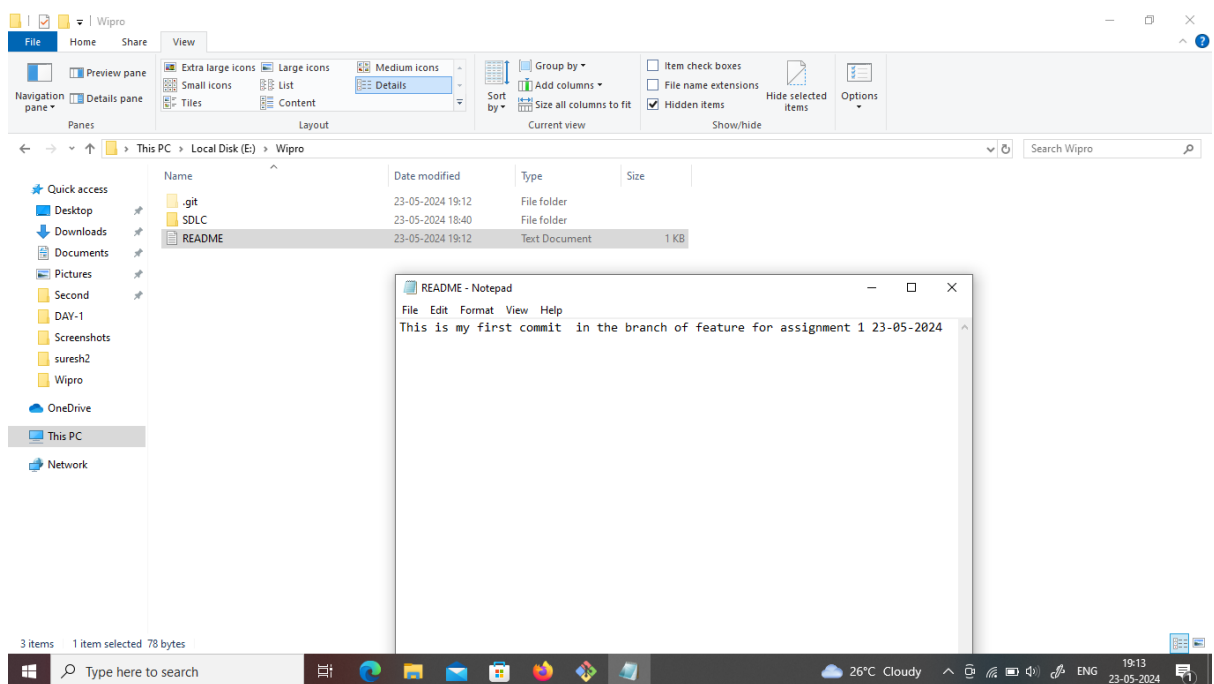 Wipro
File Home Share View
Navigation pane
Preview pane
Details pane
Panes
Extra large icons Large icons Medium icons
Small icons List Details
Tiles Content
Layout
Sort by
Group by
Add columns
Size all columns to fit
Current view
Item check boxes
File name extensions
Hidden items
Hide selected items
Show/hide
Options
This PC > Local Disk (E:) > Wipro
Search Wipro
Quick access
Desktop
Downloads
Documents
Pictures
Second
DAY-1
Screenshots
suresh2
Wipro
OneDrive
This PC
Network
Name Date modified Type Size
.git 23-05-2024 19:12 File folder
SDLC 23-05-2024 18:40 File folder
README 23-05-2024 19:12 Text Document 1 KB
README - Notepad
File Edit Format View Help
This is my first commit  in the branch of feature for assignment 1 23-05-2024
3 items 1 item selected 78 bytes
Type here to search
26°C Cloudy
ENG
19:13
23-05-2024
1